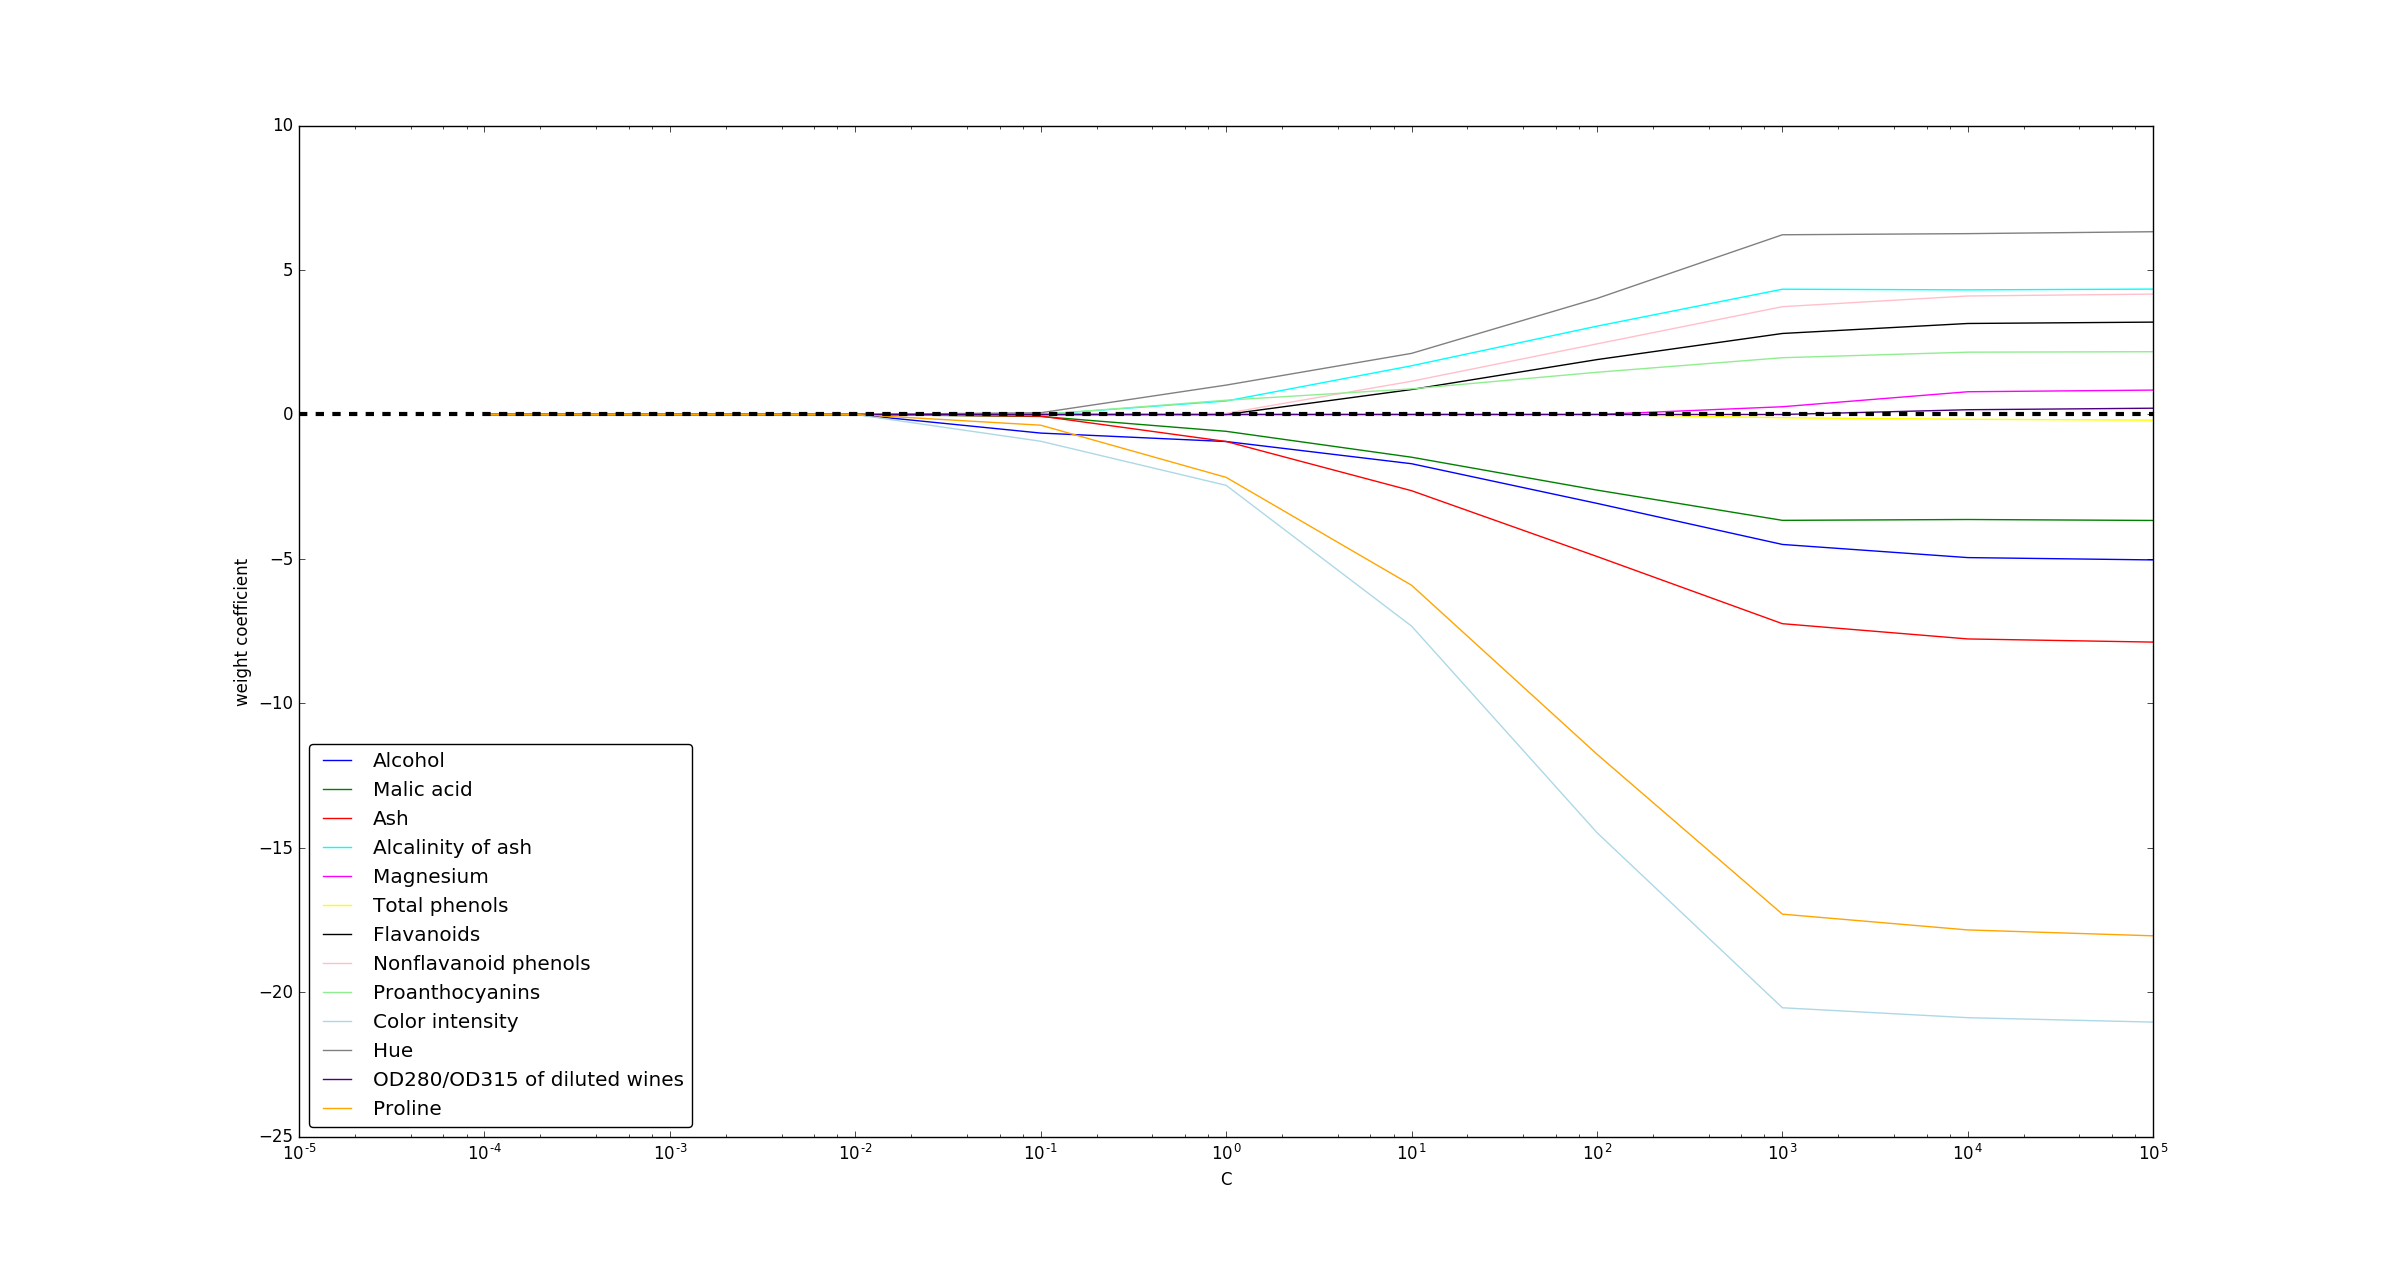 10
5
0
−5
−10
−15
−20
−25
weight coefficient
Alcohol
Malic acid
Ash
Alcalinity of ash
Magnesium
Total phenols
Flavanoids
Nonflavanoid phenols
Proanthocyanins
Color intensity
Hue
OD280/OD315 of diluted wines
Proline
10⁻⁵ 10⁻⁴ 10⁻³ 10⁻² 10⁻¹ 10⁰ 10¹ 10² 10³ 10⁴ 10⁵
C